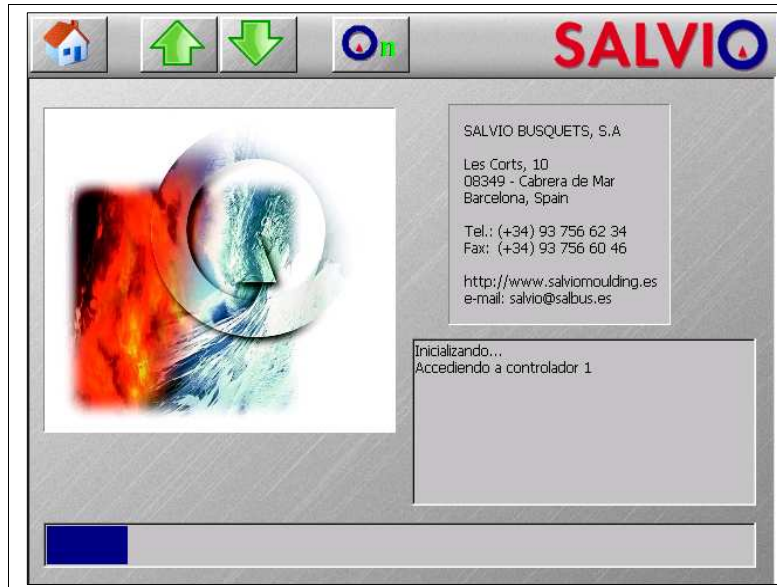 On
SALVIO
SALVIO BUSQUETS, S.A
Les Corts, 10
08349 - Cabrera de Mar
Barcelona, Spain
Tel.: (+34) 93 756 62 34
Fax: (+34) 93 756 60 46
http://www.salviomoulding.es
e-mail: salvio@salbus.es
Inicializando...
Accediendo a controlador 1